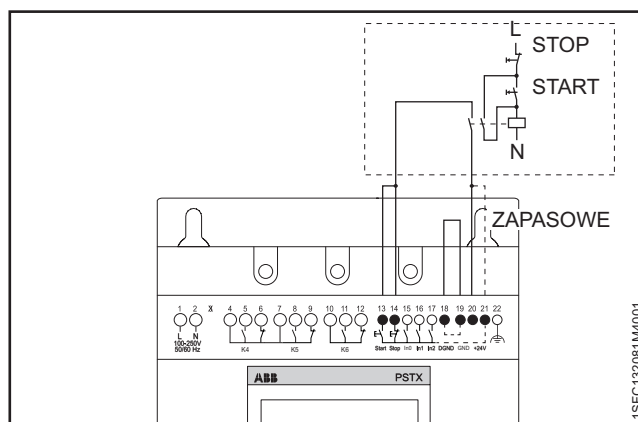 L
STOP
START
N
ZAPASOWE
1 2 X 4 5 6 7 8 9 10 11 12 13 14 15 16 17 18 19 20 21 22
L N
100-250V
50/60 Hz
K4 K5 K6 Start Stop In0 In1 In2 DGND GND +24V
ABB PSTX
1SFC132081M4001